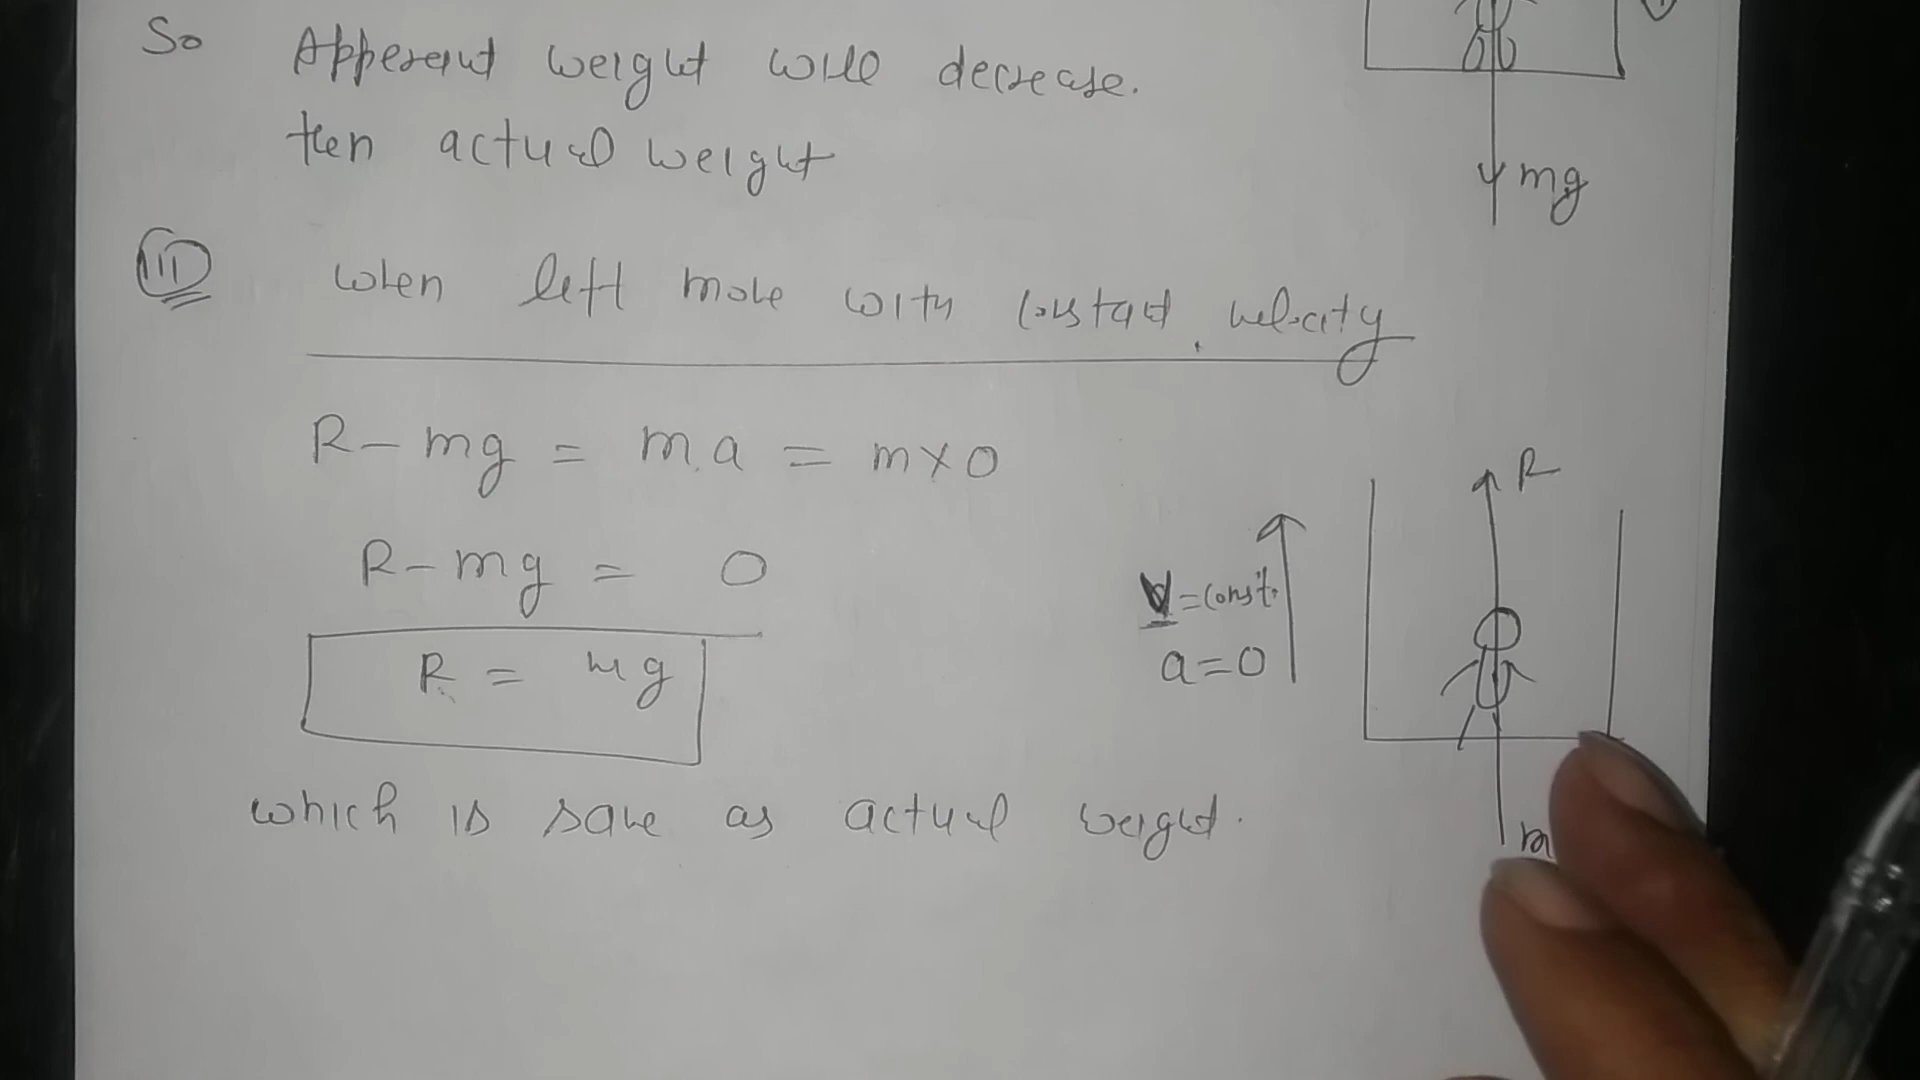 So Apperent weight will decrease.
then actual weight
mg
(iii) when left move with constant velocity
R - mg = m.a = m×0
R
R - mg = 0
V = const.
a = 0
R = mg
which is same as actual weight.
m